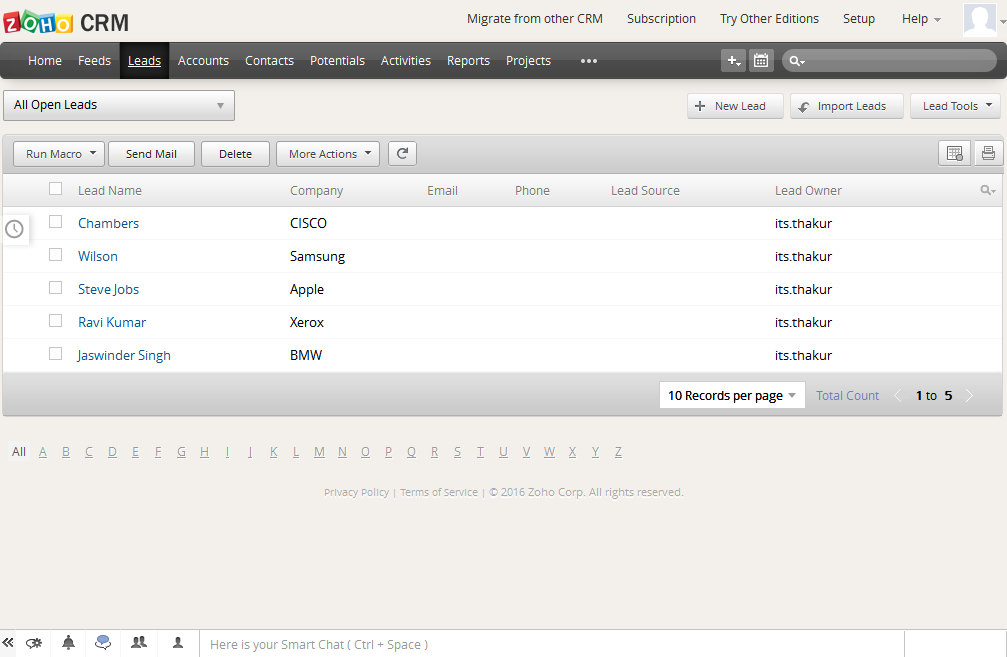 ZOHO CRM Migrate from other CRM Subscription Try Other Editions Setup Help
Home Feeds Leads Accounts Contacts Potentials Activities Reports Projects •••
All Open Leads + New Lead Import Leads Lead Tools
Run Macro Send Mail Delete More Actions
Lead Name Company Email Phone Lead Source Lead Owner
Chambers CISCO its.thakur
Wilson Samsung its.thakur
Steve Jobs Apple its.thakur
Ravi Kumar Xerox its.thakur
Jaswinder Singh BMW its.thakur
10 Records per page Total Count 1 to 5
All A B C D E F G H I J K L M N O P Q R S T U V W X Y Z
Privacy Policy | Terms of Service | © 2016 Zoho Corp. All rights reserved.
Here is your Smart Chat ( Ctrl + Space )